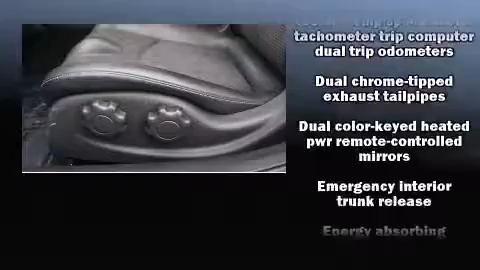 tachometer trip computer
dual trip odometers
Dual chrome-tipped
exhaust tailpipes
Dual color-keyed heated
pwr remote-controlled
mirrors
Emergency interior
trunk release
Energy absorbing